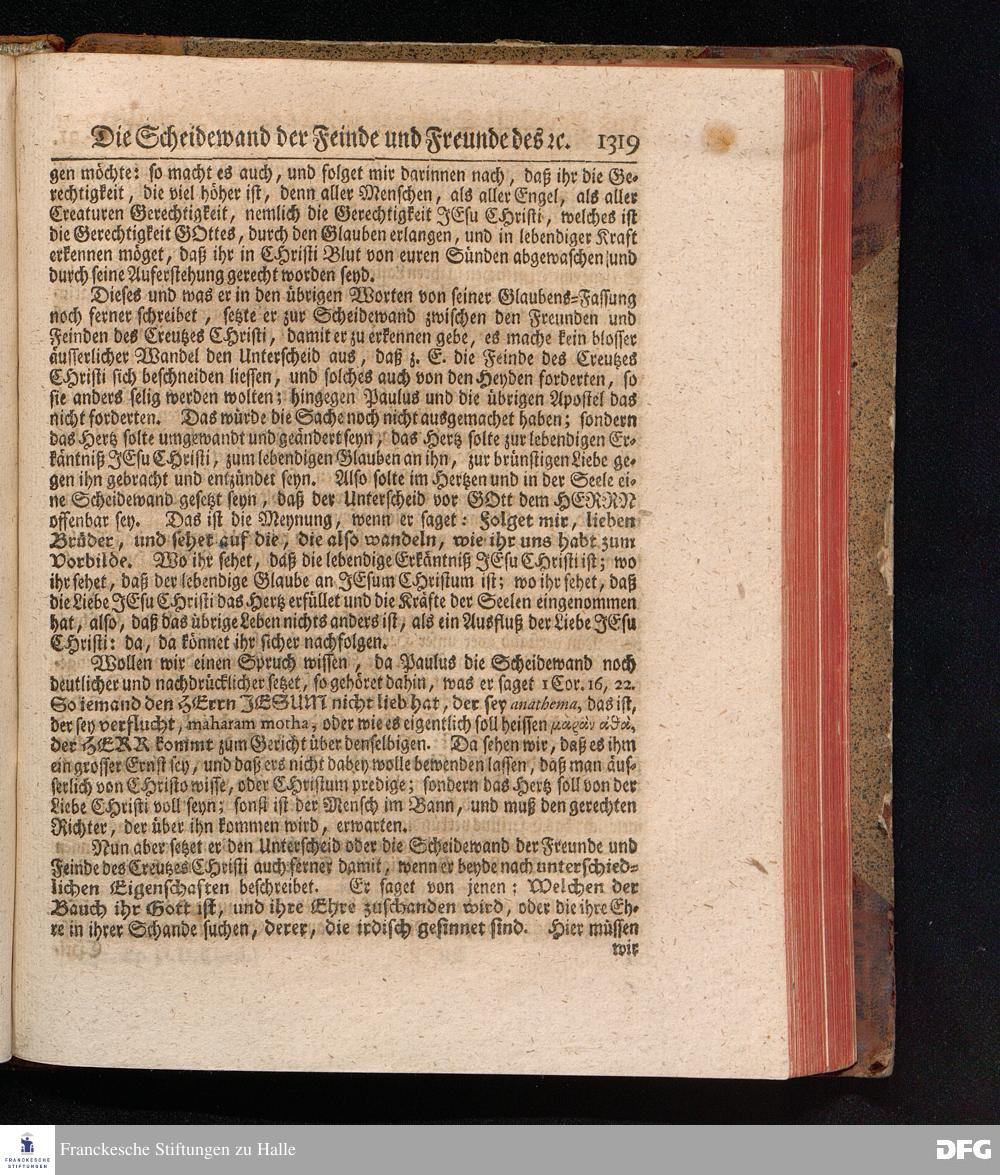 Die Scheidewand der Feinde und Freunde des ꝛc. 1319
gen möchte: so macht es auch, und folget mir darinnen nach, daß ihr die Ge-
rechtigkeit, die viel höher ist, denn aller Menschen, als aller Engel, als aller
Creaturen Gerechtigkeit, nemlich die Gerechtigkeit JEsu CHristi, welches ist
die Gerechtigkeit GOttes, durch den Glauben erlangen, und in lebendiger Kraft
erkennen möget, daß ihr in CHristi Blut von euren Sünden abgewaschen und
durch seine Auferstehung gerecht worden seyd.
Dieses und was er in den übrigen Worten von seiner Glaubens-Fassung
noch ferner schreibet, setzte er zur Scheidewand zwischen den Freunden und
Feinden des Creutzes CHristi, damit er zu erkennen gebe, es mache kein blosser
äusserlicher Wandel den Unterscheid aus, daß z. E. die Feinde des Creutzes
CHristi sich beschneiden liessen, und solches auch von den Heyden forderten, so
sie anders selig werden wolten; hingegen Paulus und die übrigen Apostel das
nicht forderten. Das würde die Sache noch nicht ausgemachet haben; sondern
das Hertz solte umgewandt und geändert seyn, das Hertz solte zur lebendigen Er-
käntniß JEsu CHristi, zum lebendigen Glauben an ihn, zur brünstigen Liebe ge-
gen ihn gebracht und entzündet seyn. Also solte im Hertzen und in der Seele ei-
ne Scheidewand gesetzt seyn, daß der Unterscheid vor GOtt dem HERRN
offenbar sey. Das ist die Meynung, wenn er saget: Folget mir, lieben
Brüder, und sehet auf die, die also wandeln, wie ihr uns habt zum
Vorbilde. Wo ihr sehet, daß die lebendige Erkäntniß JEsu CHristi ist; wo
ihr sehet, daß der lebendige Glaube an JEsum CHristum ist; wo ihr sehet, daß
die Liebe JEsu CHristi das Hertz erfüllet und die Kräfte der Seelen eingenommen
hat, also, daß das übrige Leben nichts anders ist, als ein Ausfluß der Liebe JEsu
CHristi: da, da könnet ihr sicher nachfolgen.
Wollen wir einen Spruch wissen, da Paulus die Scheidewand noch
deutlicher und nachdrücklicher setzet, so gehöret dahin, was er saget 1 Cor. 16, 22.
So iemand den HErrn JESUM nicht lieb hat, der sey anathema, das ist,
der sey verflucht, maharam motha, oder wie es eigentlich soll heissen μαρὰν ἀθὰ,
der HERR kommt zum Gericht über denselbigen. Da sehen wir, daß es ihm
ein grosser Ernst sey, und daß ers nicht dabey wolle bewenden lassen, daß man äus-
serlich von CHristo wisse, oder CHristum predige; sondern das Hertz soll von der
Liebe CHristi voll seyn; sonst ist der Mensch im Bann, und muß den gerechten
Richter, der über ihn kommen wird, erwarten.
Nun aber setzet er den Unterscheid oder die Scheidewand der Freunde und
Feinde des Creutzes CHristi auch ferner damit, wenn er beyde nach unterschied-
lichen Eigenschaften beschreibet. Er saget von jenen: Welchen der
Bauch ihr Gott ist, und ihre Ehre zuschanden wird, oder die ihre Eh-
re in ihrer Schande suchen, derer, die irdisch gesinnet sind. Hier müssen
wir
FRANCKESCHE
STIFTUNGEN
Franckesche Stiftungen zu Halle
DFG